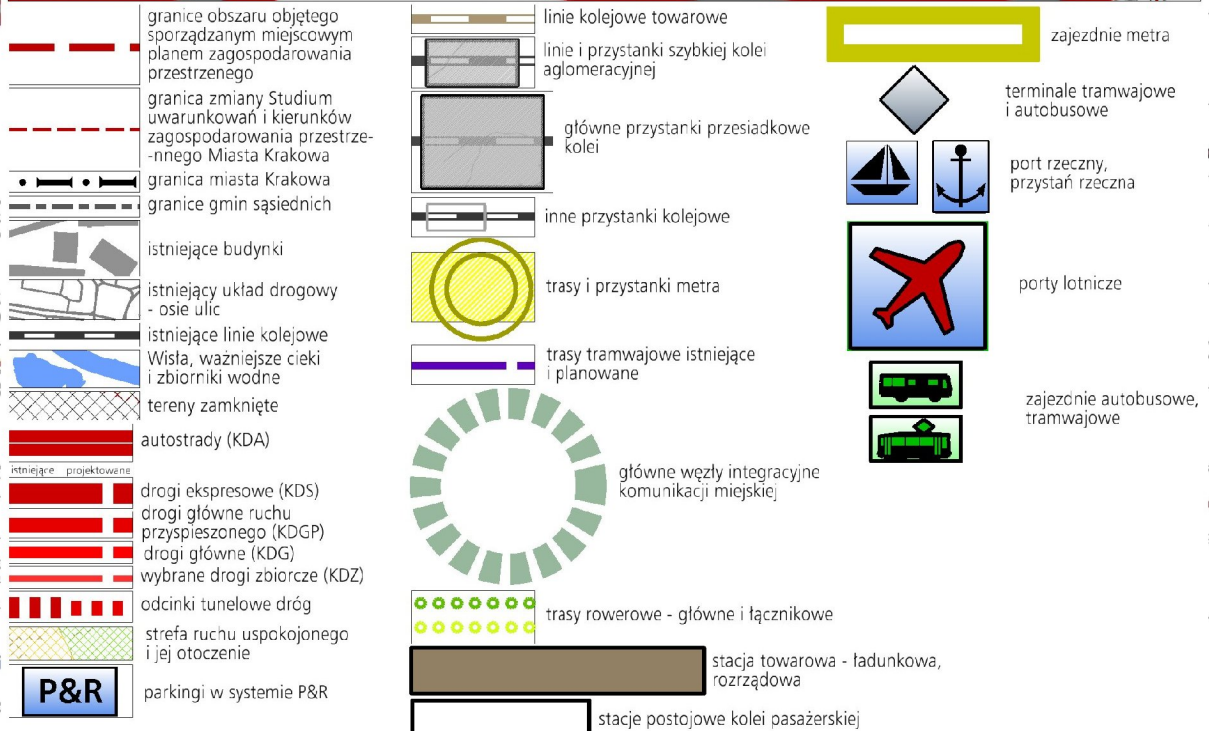 granice obszaru objętego
sporządzanym miejscowym
planem zagospodarowania
przestrzenego
granica zmiany Studium
uwarunkowań i kierunków
zagospodarowania przestrze-
-nnego Miasta Krakowa
granica miasta Krakowa
granice gmin sąsiednich
istniejące budynki
istniejący układ drogowy
- osie ulic
istniejące linie kolejowe
Wisła, ważniejsze cieki
i zbiorniki wodne
tereny zamknięte
autostrady (KDA)
istniejące projektowane
drogi ekspresowe (KDS)
drogi główne ruchu
przyspieszonego (KDGP)
drogi główne (KDG)
wybrane drogi zbiorcze (KDZ)
odcinki tunelowe dróg
strefa ruchu uspokojonego
i jej otoczenie
P&R
parkingi w systemie P&R
linie kolejowe towarowe
linie i przystanki szybkiej kolei
aglomeracyjnej
główne przystanki przesiadkowe
kolei
inne przystanki kolejowe
trasy i przystanki metra
trasy tramwajowe istniejące
i planowane
główne węzły integracyjne
komunikacji miejskiej
trasy rowerowe - główne i łącznikowe
stacja towarowa - ładunkowa,
rozrządowa
stacje postojowe kolei pasażerskiej
zajezdnie metra
terminale tramwajowe
i autobusowe
port rzeczny,
przystań rzeczna
porty lotnicze
zajezdnie autobusowe,
tramwajowe